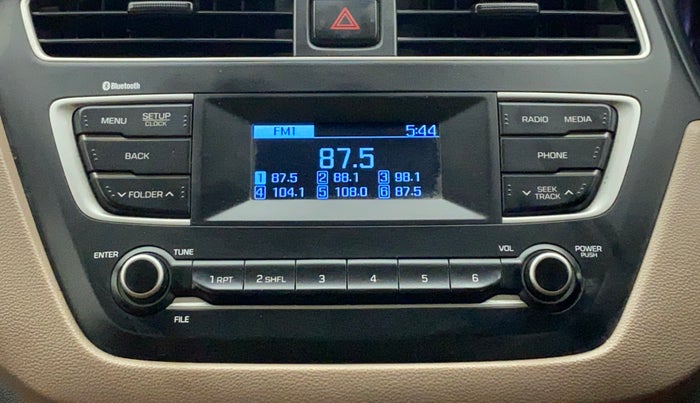 Bluetooth
MENU SETUP CLOCK
BACK
FOLDER
FM1 5:44
87.5
1 87.5 2 88.1 3 98.1
4 104.1 5 108.0 6 87.5
RADIO MEDIA
PHONE
SEEK TRACK
ENTER TUNE
FILE
1 RPT 2 SHFL 3 4 5 6
VOL POWER PUSH